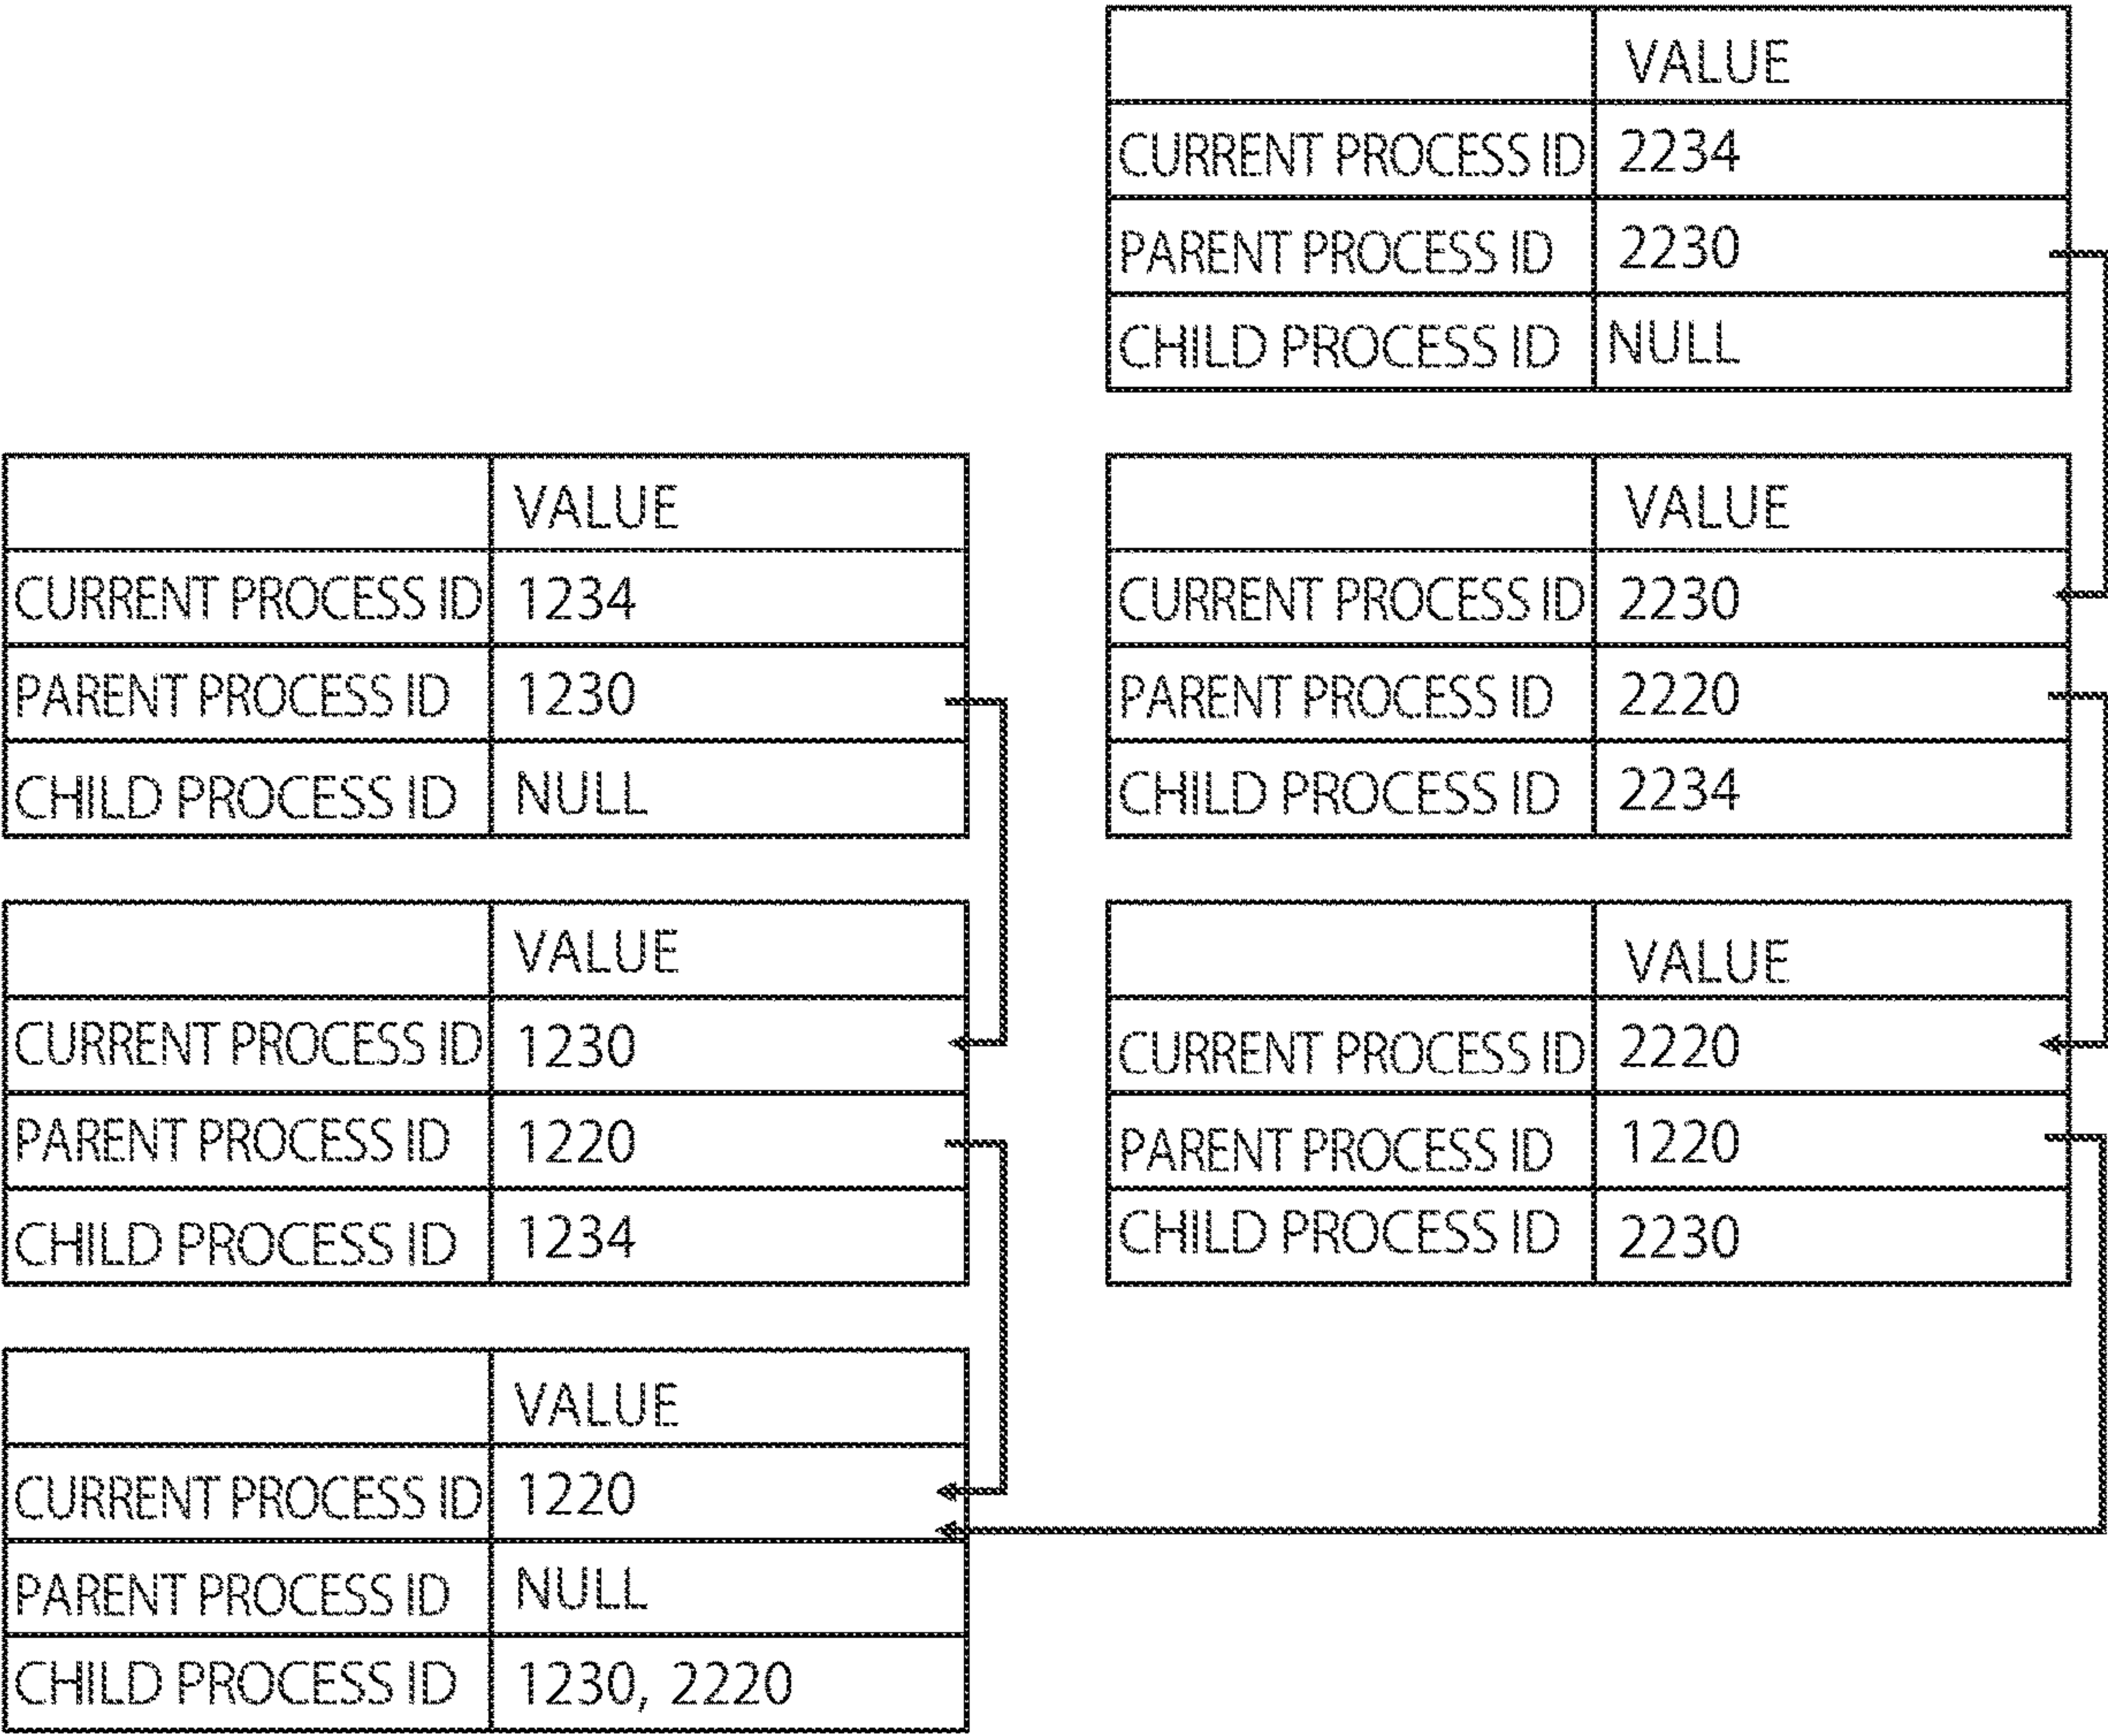 VALUE
CURRENT PROCESS ID 2234
PARENT PROCESS ID 2230
CHILD PROCESS ID NULL
VALUE
CURRENT PROCESS ID 1234
PARENT PROCESS ID 1230
CHILD PROCESS ID NULL
VALUE
CURRENT PROCESS ID 2230
PARENT PROCESS ID 2220
CHILD PROCESS ID 2234
VALUE
CURRENT PROCESS ID 1230
PARENT PROCESS ID 1220
CHILD PROCESS ID 1234
VALUE
CURRENT PROCESS ID 2220
PARENT PROCESS ID 1220
CHILD PROCESS ID 2230
VALUE
CURRENT PROCESS ID 1220
PARENT PROCESS ID NULL
CHILD PROCESS ID 1230, 2220